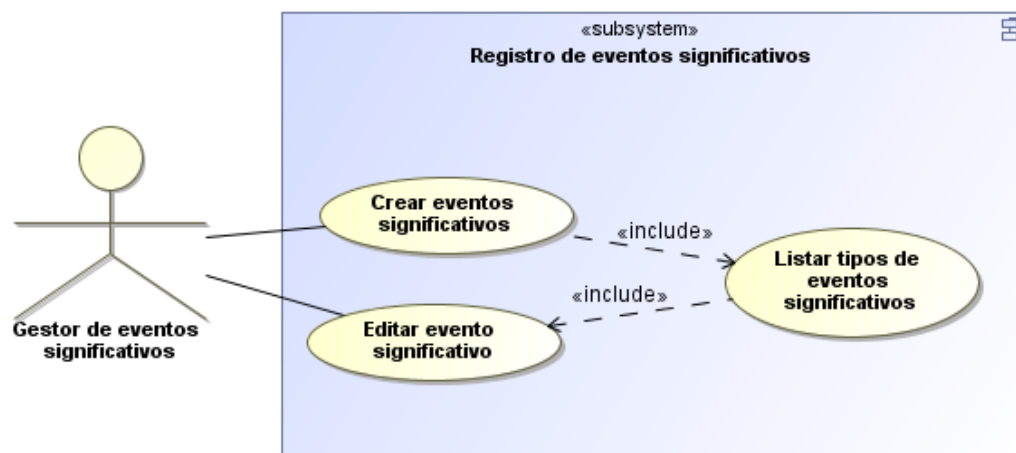 «subsystem»
Registro de eventos significativos
Crear eventos
significativos
«include»
Listar tipos de
eventos
significativos
«include»
Editar evento
significativo
Gestor de eventos
significativos